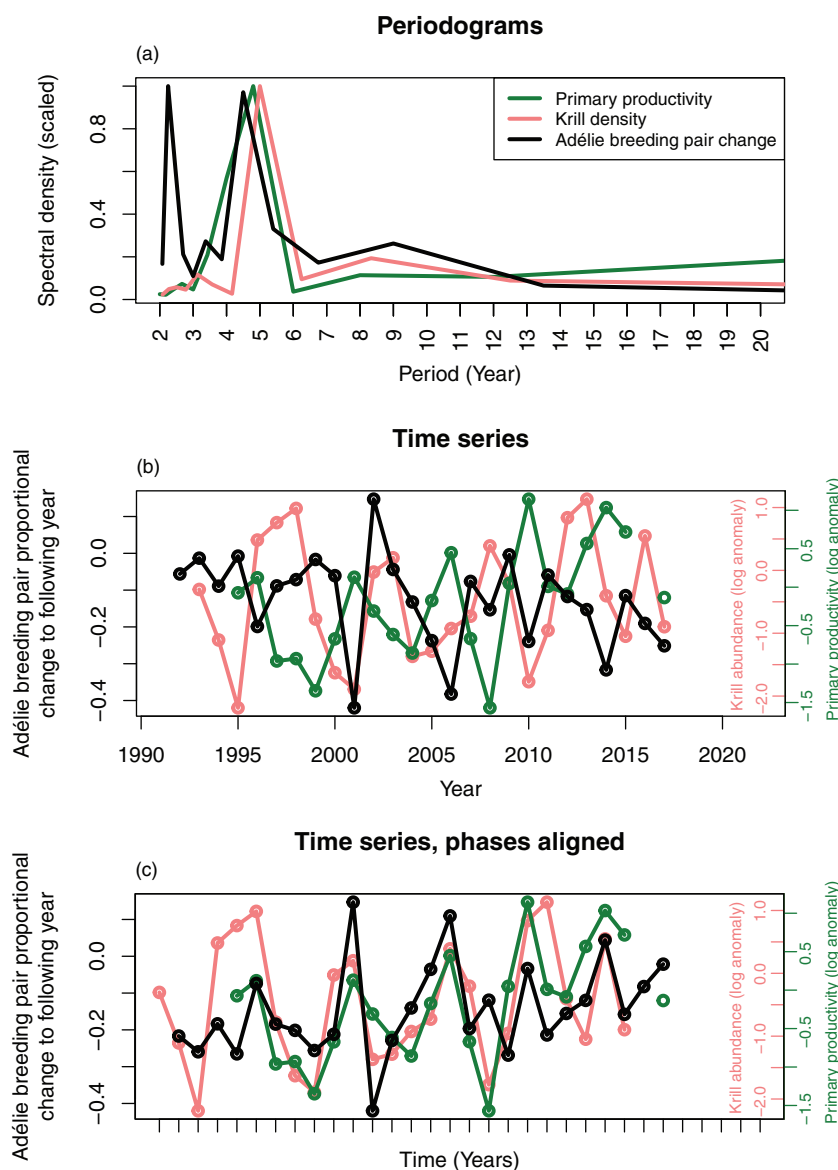 Periodograms
(a)
Spectral density (scaled)
0.0
0.4
0.8
Primary productivity
Krill density
Adélie breeding pair change
2 3 4 5 6 7 8 9 10 11 12 13 14 15 16 17 18 19 20
Period (Year)
Time series
(b)
Adélie breeding pair proportional
change to following year
0.0
−0.2
−0.4
Krill abundance (log anomaly)
−2.0 −1.0 0.0 1.0
Primary productivity (log anomaly)
−1.5 −0.5 0.5
1990 1995 2000 2005 2010 2015 2020
Year
Time series, phases aligned
(c)
Adélie breeding pair proportional
change to following year
0.0
−0.2
−0.4
Krill abundance (log anomaly)
−2.0 −1.0 0.0 1.0
Primary productivity (log anomaly)
−1.5 −0.5 0.5
Time (Years)